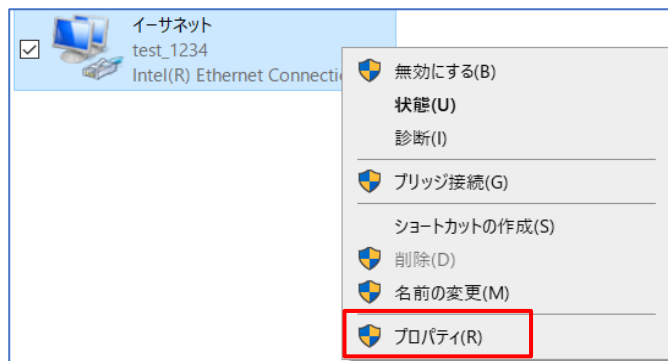 イーサネット
test_1234
Intel(R) Ethernet Connecti
無効にする(B)
状態(U)
診断(I)
ブリッジ接続(G)
ショートカットの作成(S)
削除(D)
名前の変更(M)
プロパティ(R)